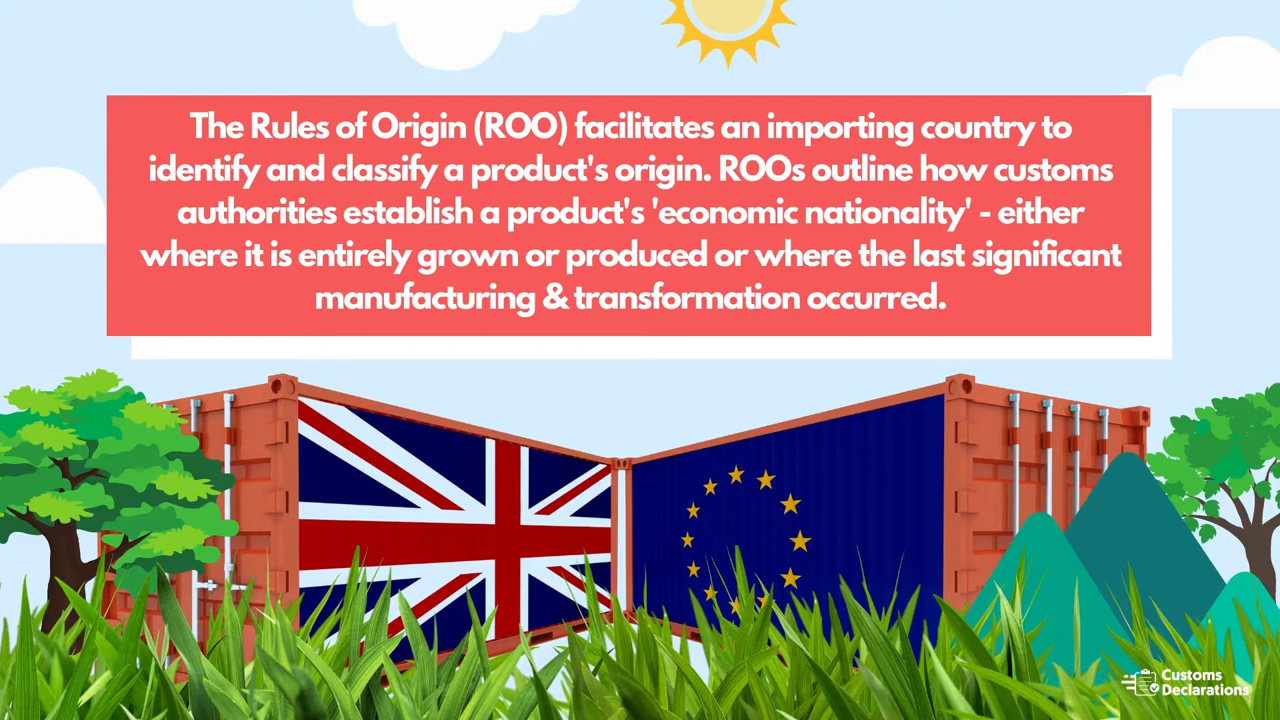 The Rules of Origin (ROO) facilitates an importing country to
identify and classify a product's origin. ROOs outline how customs
authorities establish a product's 'economic nationality' - either
where it is entirely grown or produced or where the last significant
manufacturing & transformation occurred.
Customs
Declarations